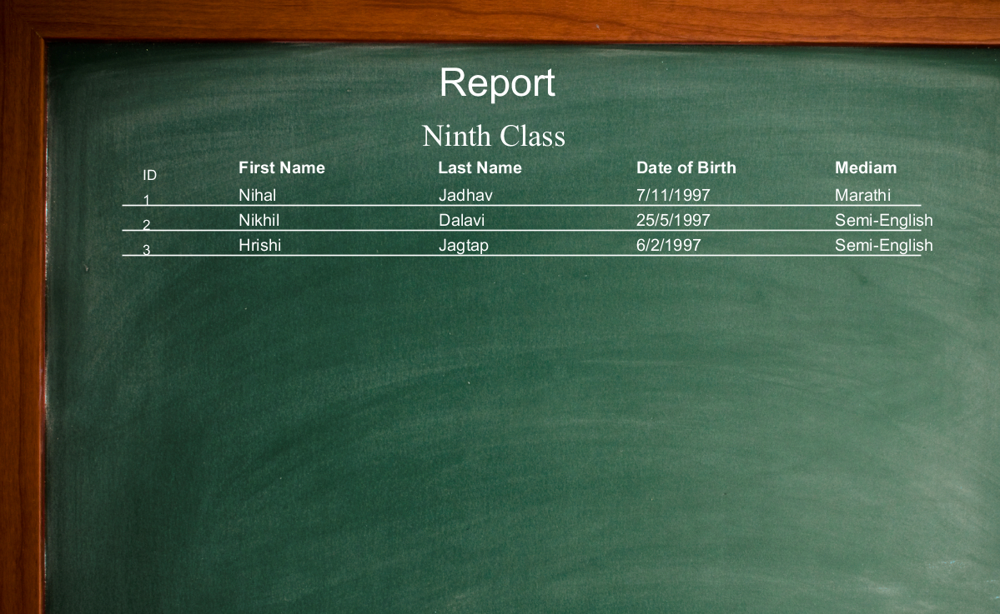 Report
Ninth Class
ID First Name Last Name Date of Birth Mediam
1 Nihal Jadhav 7/11/1997 Marathi
2 Nikhil Dalavi 25/5/1997 Semi-English
3 Hrishi Jagtap 6/2/1997 Semi-English